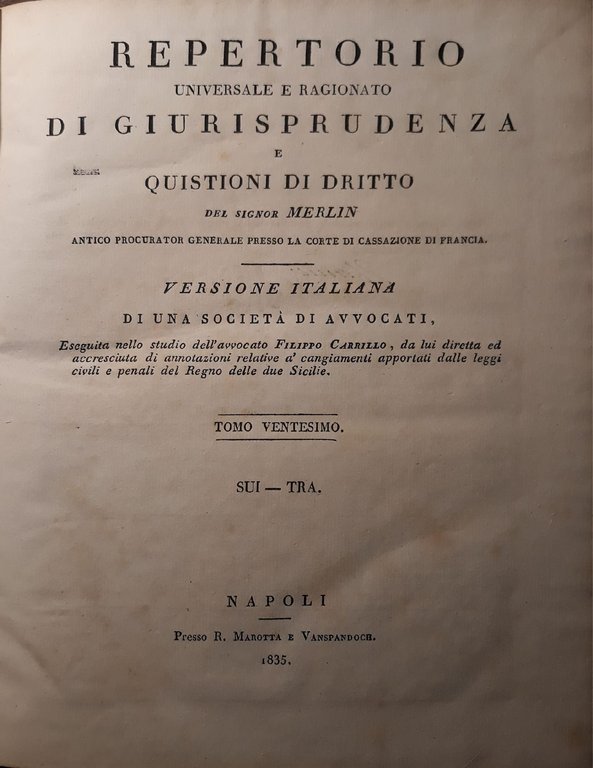 REPERTORIO
UNIVERSALE E RAGIONATO
DI GIURISPRUDENZA
E
QUISTIONI DI DRITTO
DEL SIGNOR MERLIN
ANTICO PROCURATOR GENERALE PRESSO LA CORTE DI CASSAZIONE DI FRANCIA.
VERSIONE ITALIANA
DI UNA SOCIETÀ DI AVVOCATI,
Eseguita nello studio dell'avvocato FILIPPO CARRILLO, da lui diretta ed
accresciuta di annotazioni relative a' cangiamenti apportati dalle leggi
civili e penali del Regno delle due Sicilie.
TOMO VENTESIMO.
SUI — TRA.
NAPOLI
Presso R. MAROTTA E VANSPANDOCH.
1835.